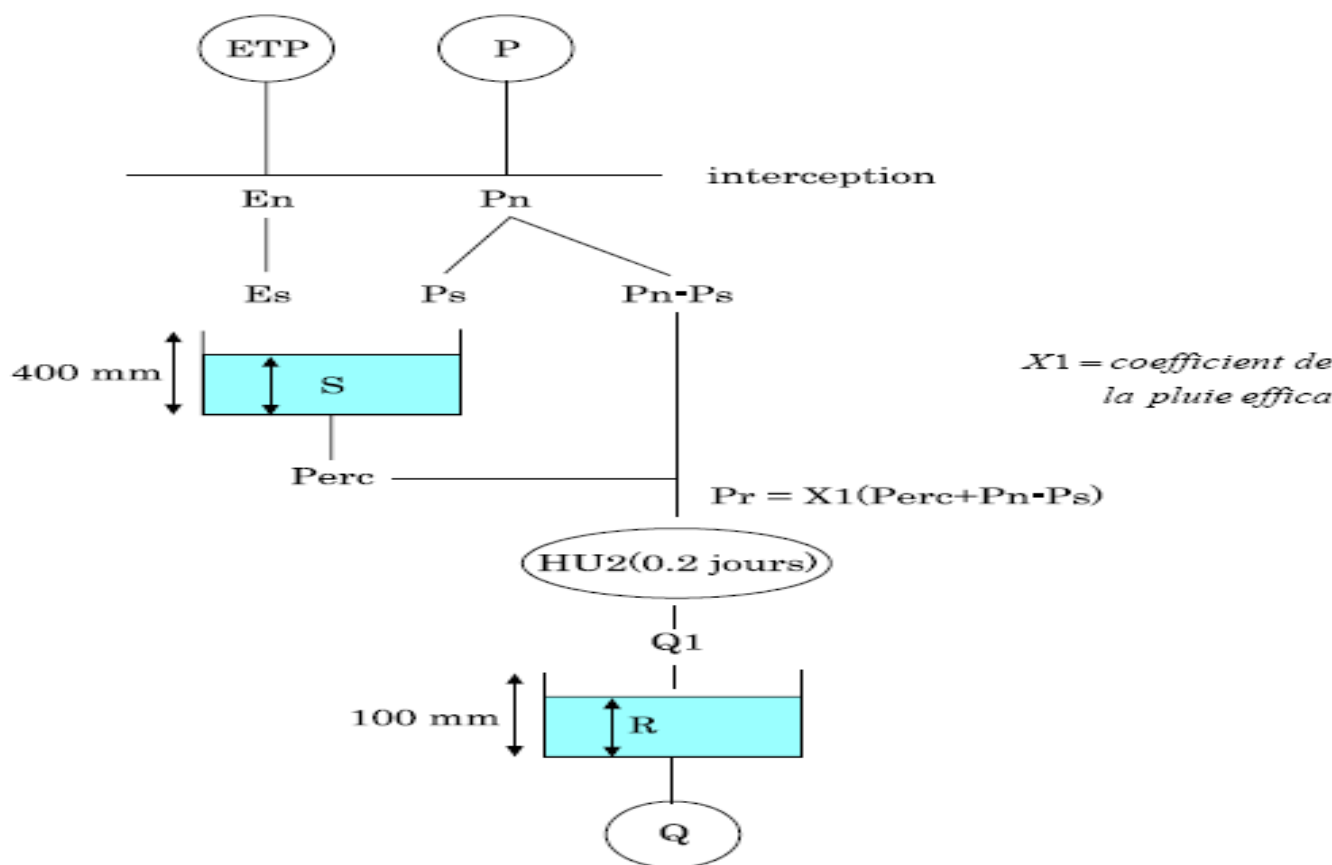 ETP
P
interception
En
Pn
Es
Ps
Pn-Ps
400 mm
S
X1 = coefficient de
la pluie effica
Perc
Pr = X1(Perc+Pn-Ps)
HU2(0.2 jours)
Q1
100 mm
R
Q